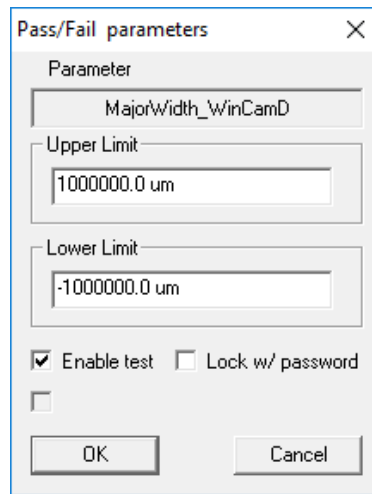 Pass/Fail parameters
Parameter
MajorWidth_WinCamD
Upper Limit
1000000.0 um
Lower Limit
-1000000.0 um
Enable test Lock w/ password
OK Cancel